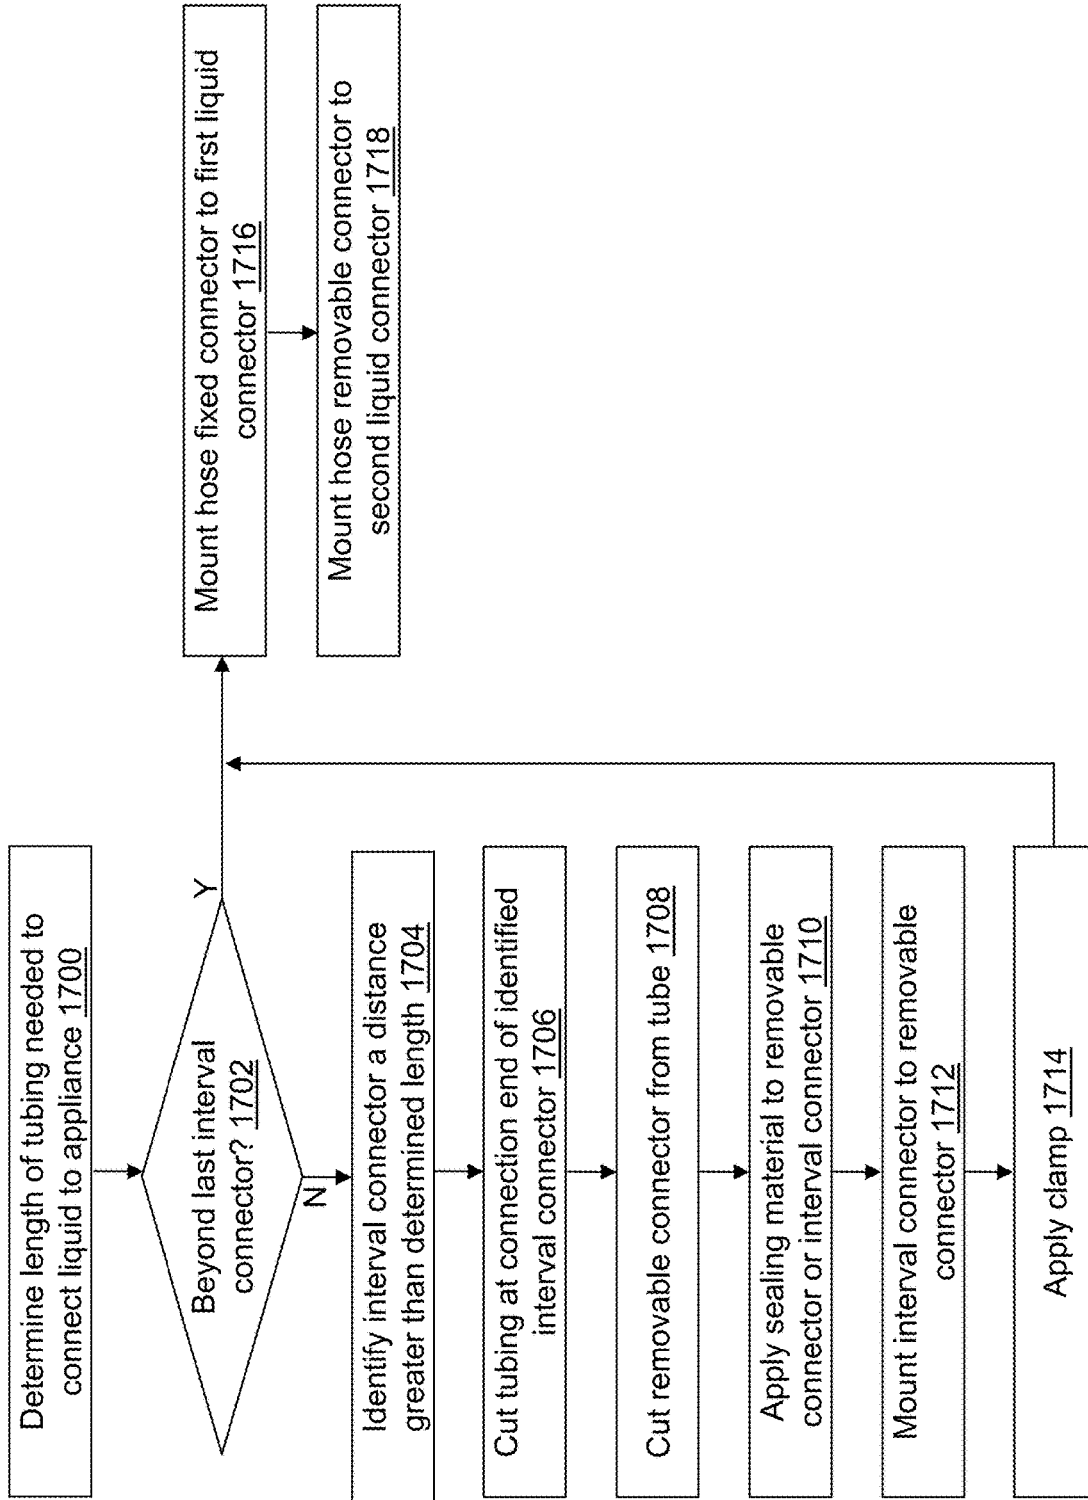 Determine length of tubing needed to
connect liquid to appliance 1700
Beyond last interval
connector? 1702
Y
N
Identify interval connector a distance
greater than determined length 1704
Cut tubing at connection end of identified
interval connector 1706
Cut removable connector from tube 1708
Apply sealing material to removable
connector or interval connector 1710
Mount interval connector to removable
connector 1712
Apply clamp 1714
Mount hose fixed connector to first liquid
connector 1716
Mount hose removable connector to
second liquid connector 1718